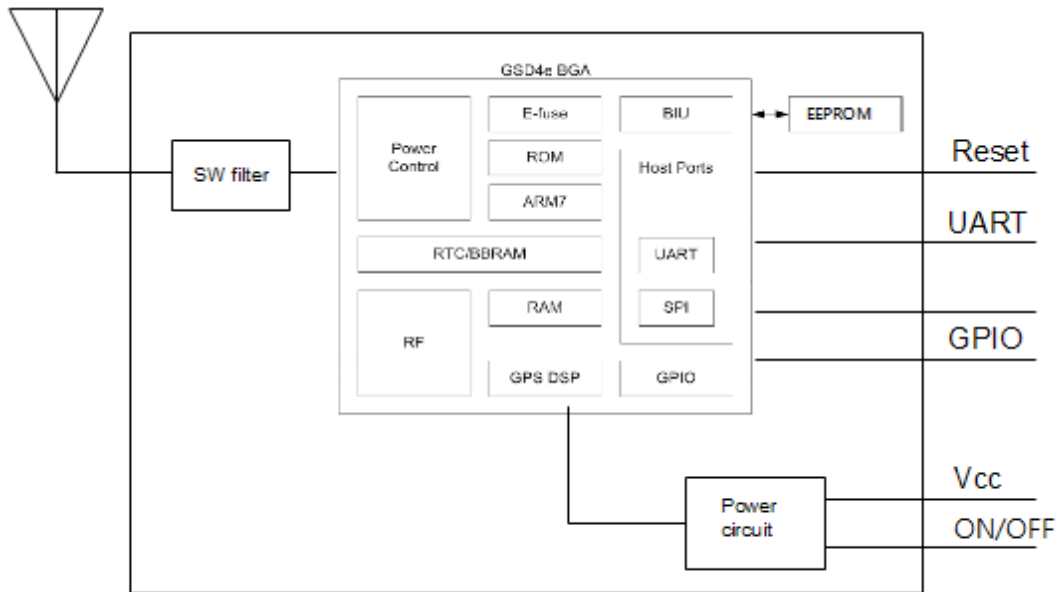 GSD4e BGA
E-fuse
BIU
EEPROM
Power
Control
ROM
Host Ports
Reset
SW filter
ARM7
UART
RTC/BBRAM
UART
RAM
SPI
RF
GPIO
GPS DSP
GPIO
Vcc
Power
circuit
ON/OFF